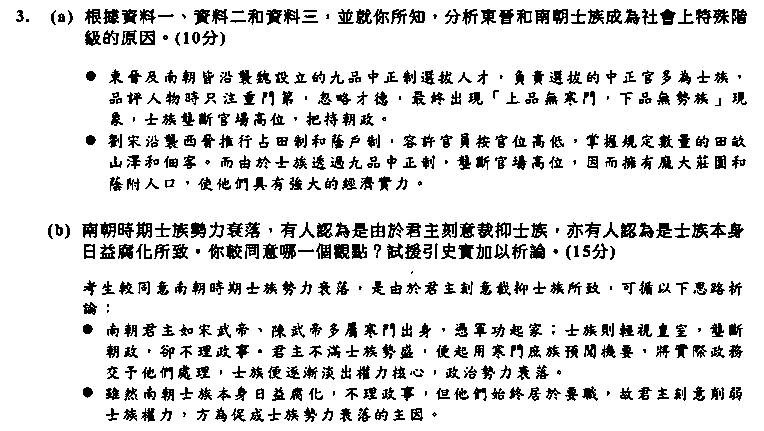 3. (a) 根據資料一、資料二和資料三，並就你所知，分析東晉和南朝士族成為社會上特殊階
級的原因。(10分)
● 東晉及南朝皆沿襲魏設立的九品中正制選拔人才，負責選拔的中正官多為士族，
品評人物時只注重門第，忽略才德，最終出現「上品無寒門，下品無勢族」現
象，士族壟斷官場高位，把持朝政。
● 劉宋沿襲西晉推行占田制和蔭戶制，容許官員按官位高低，掌握規定數量的田畝
山澤和佃客。而由於士族透過九品中正制，壟斷官場高位，因而擁有龐大莊園和
蔭附人口，使他們具有強大的經濟實力。
(b) 南朝時期士族勢力衰落，有人認為是由於君主刻意裁抑士族，亦有人認為是士族本身
日益腐化所致。你較同意哪一個觀點？試援引史實加以析論。(15分)
考生較同意南朝時期士族勢力衰落，是由於君主刻意裁抑士族所致，可循以下思路析
論：
● 南朝君主如宋武帝、陳武帝多屬寒門出身，憑軍功起家；士族則輕視皇室，壟斷
朝政，卻不理政事。君主不滿士族勢盛，便起用寒門庶族預聞機要，將實際政務
交予他們處理，士族便逐漸淡出權力核心，政治勢力衰落。
● 雖然南朝士族本身日益腐化，不理政事，但他們始終居於要職，故君主刻意削弱
士族權力，方為促成士族勢力衰落的主因。